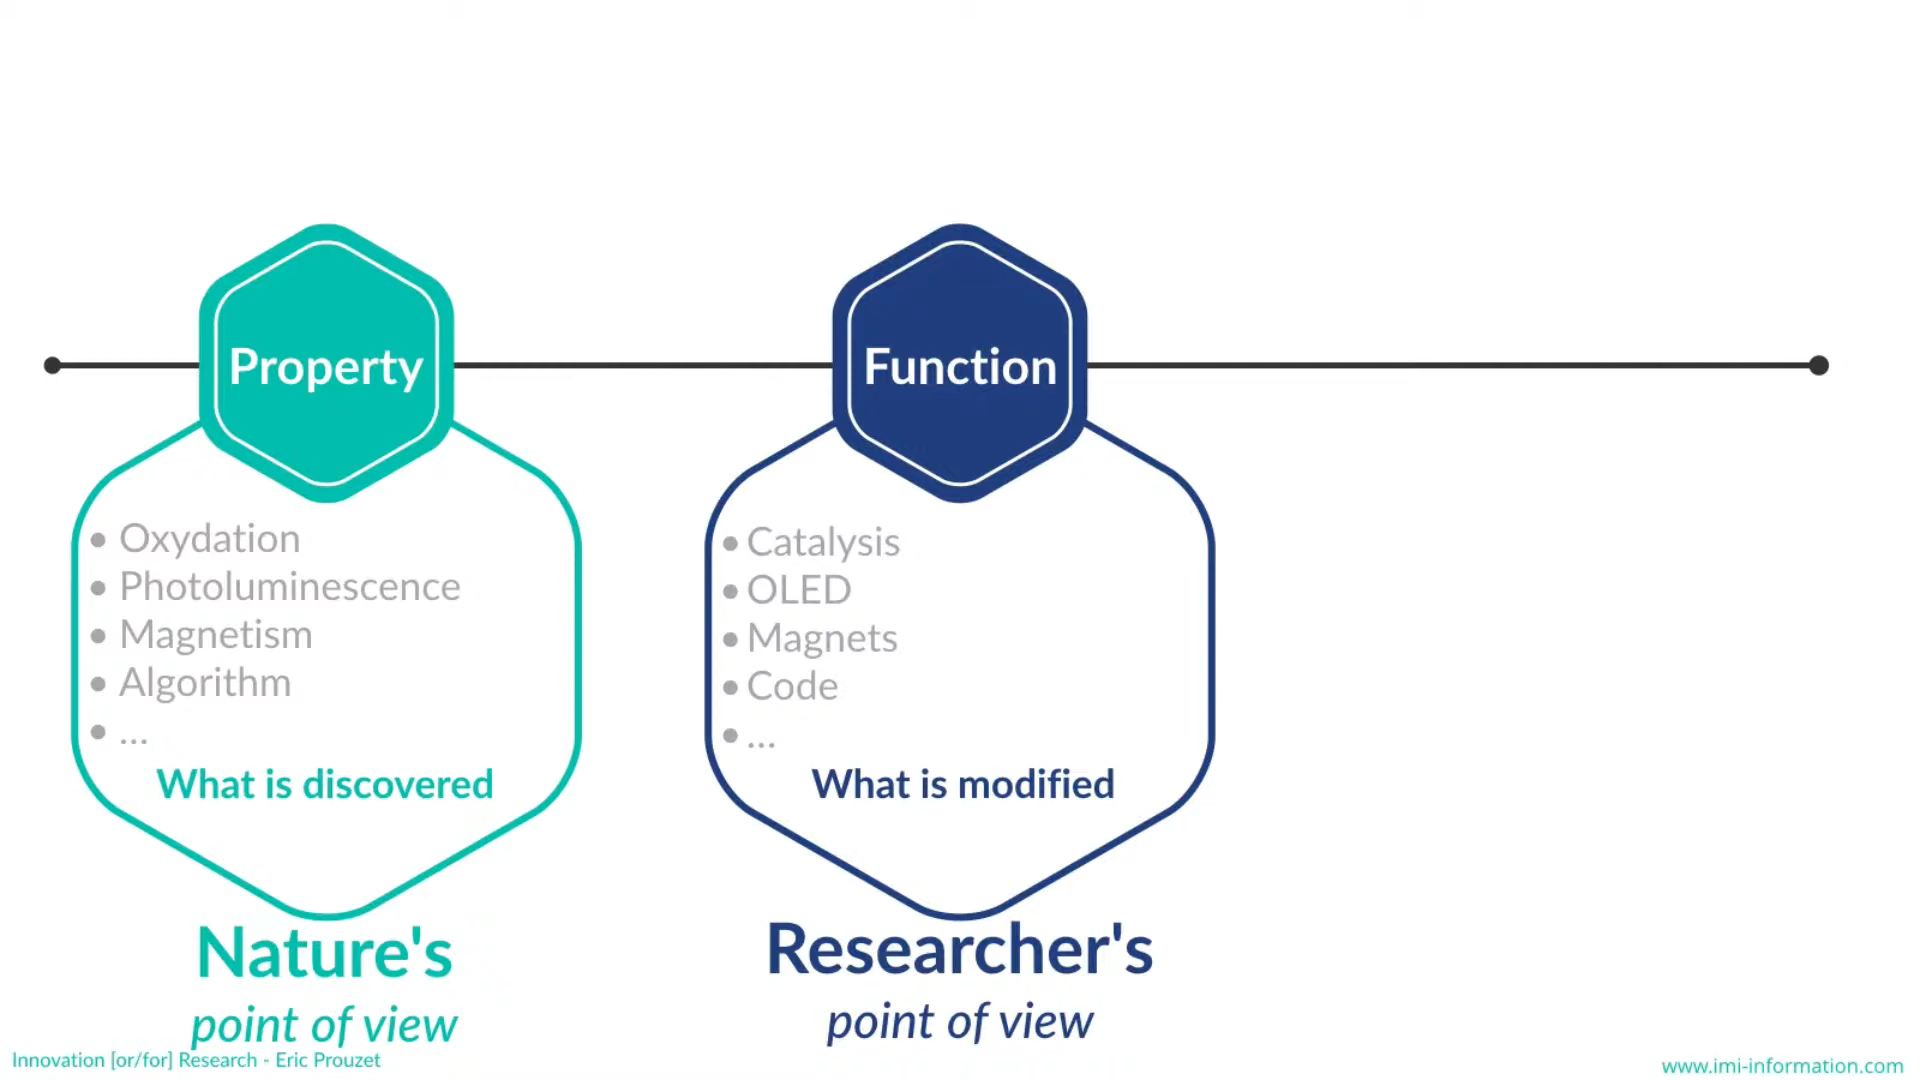 Property
• Oxydation
• Photoluminescence
• Magnetism
• Algorithm
• ...
What is discovered
Nature's
point of view
Function
• Catalysis
• OLED
• Magnets
• Code
• ...
What is modified
Researcher's
point of view
Innovation [or/for] Research - Eric Prouzet
www.imi-information.com